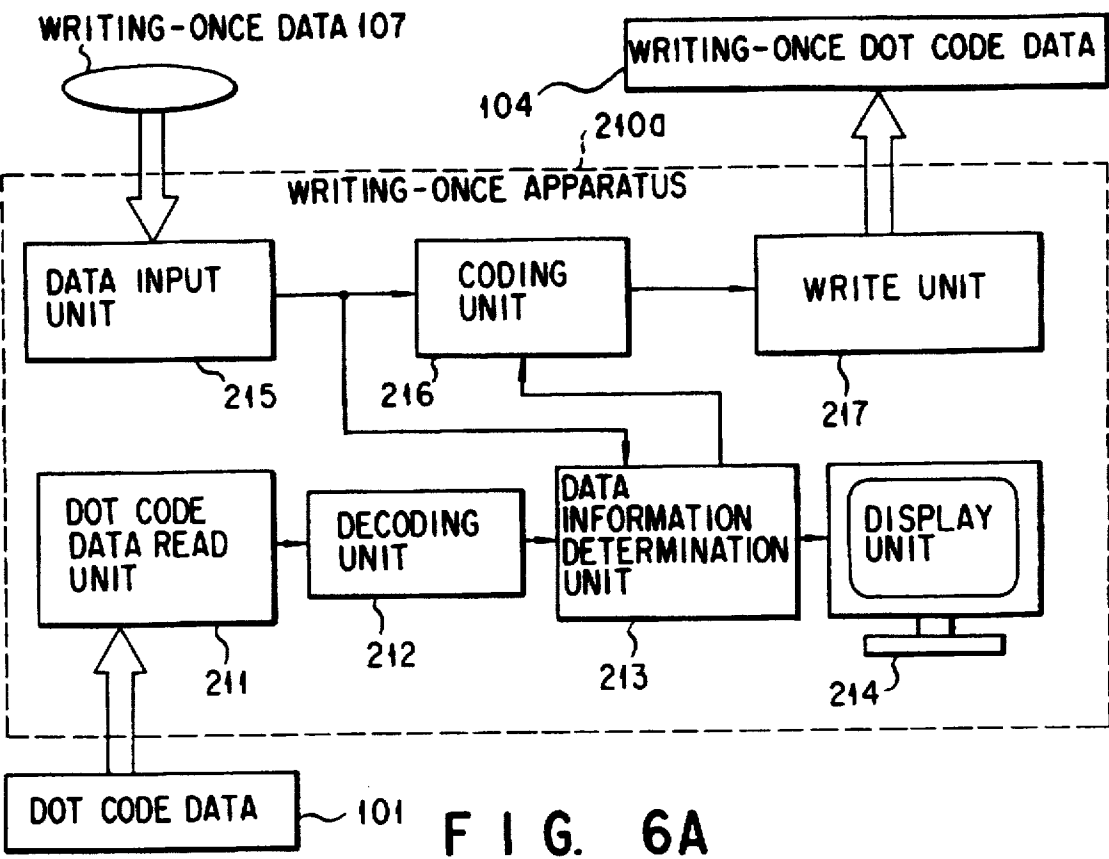 WRITING-ONCE DATA 107
WRITING-ONCE DOT CODE DATA
104
210a
WRITING-ONCE APPARATUS
DATA INPUT
UNIT
215
CODING
UNIT
216
WRITE UNIT
217
DOT CODE
DATA READ
UNIT
211
DECODING
UNIT
212
DATA
INFORMATION
DETERMINATION
UNIT
213
DISPLAY
UNIT
214
DOT CODE DATA
101
FIG. 6A